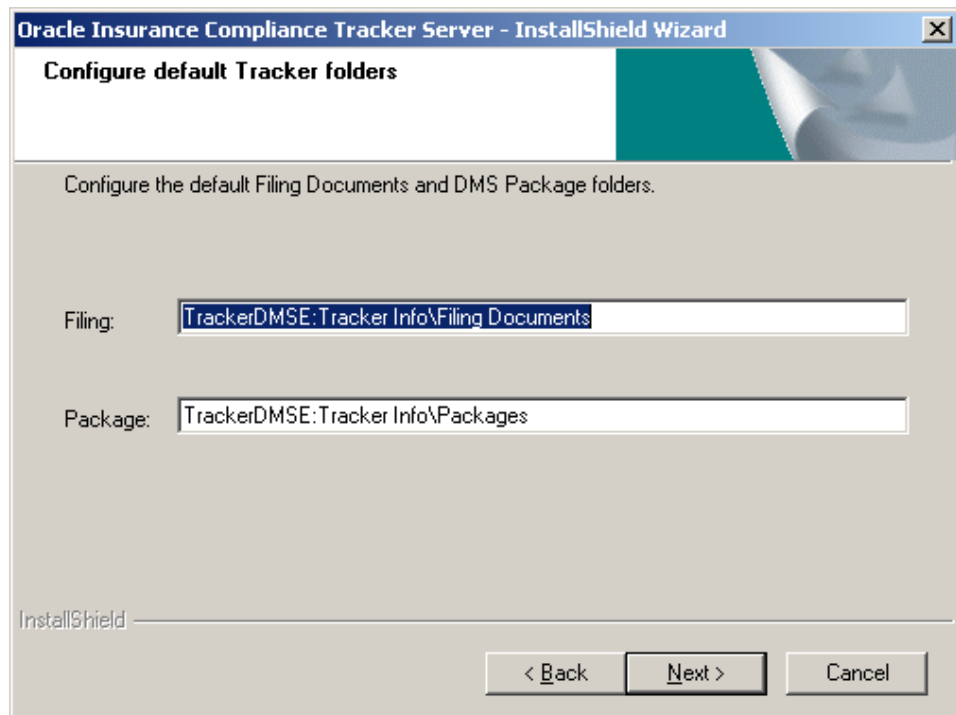 Oracle Insurance Compliance Tracker Server - InstallShield Wizard
Configure default Tracker folders
Configure the default Filing Documents and DMS Package folders.
Filing: TrackerDMSE:Tracker Info\Filing Documents
Package: TrackerDMSE:Tracker Info\Packages
InstallShield
< Back Next > Cancel